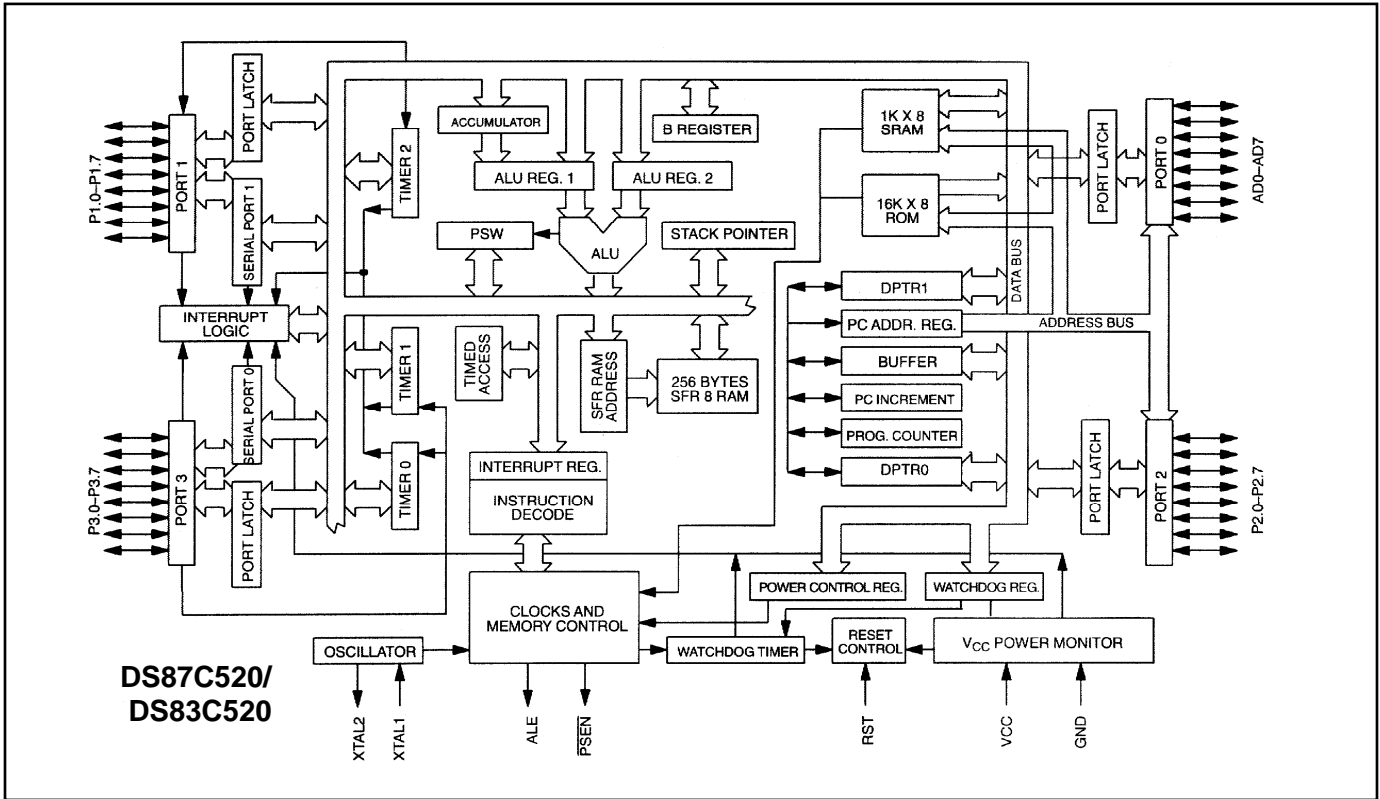 PORT LATCH
P1.0–P1.7
PORT 1
SERIAL PORT 1
TIMER 2
ACCUMULATOR
B REGISTER
ALU REG. 1
ALU REG. 2
PSW
ALU
STACK POINTER
1K X 8
SRAM
16K X 8
ROM
DATA BUS
PORT LATCH
PORT 0
AD0–AD7
INTERRUPT
LOGIC
DPTR1
PC ADDR. REG.
ADDRESS BUS
BUFFER
PC INCREMENT
PROG. COUNTER
DPTR0
TIMER 1
TIMED
ACCESS
SFR RAM
ADDRESS
256 BYTES
SFR 8 RAM
SERIAL PORT 0
P3.0–P3.7
PORT 3
PORT LATCH
TIMER 0
INTERRUPT REG.
INSTRUCTION
DECODE
PORT LATCH
PORT 2
P2.0–P2.7
POWER CONTROL REG.
WATCHDOG REG.
CLOCKS AND
MEMORY CONTROL
OSCILLATOR
WATCHDOG TIMER
RESET
CONTROL
VCC POWER MONITOR
DS87C520/
DS83C520
XTAL2
XTAL1
ALE
PSEN
RST
VCC
GND